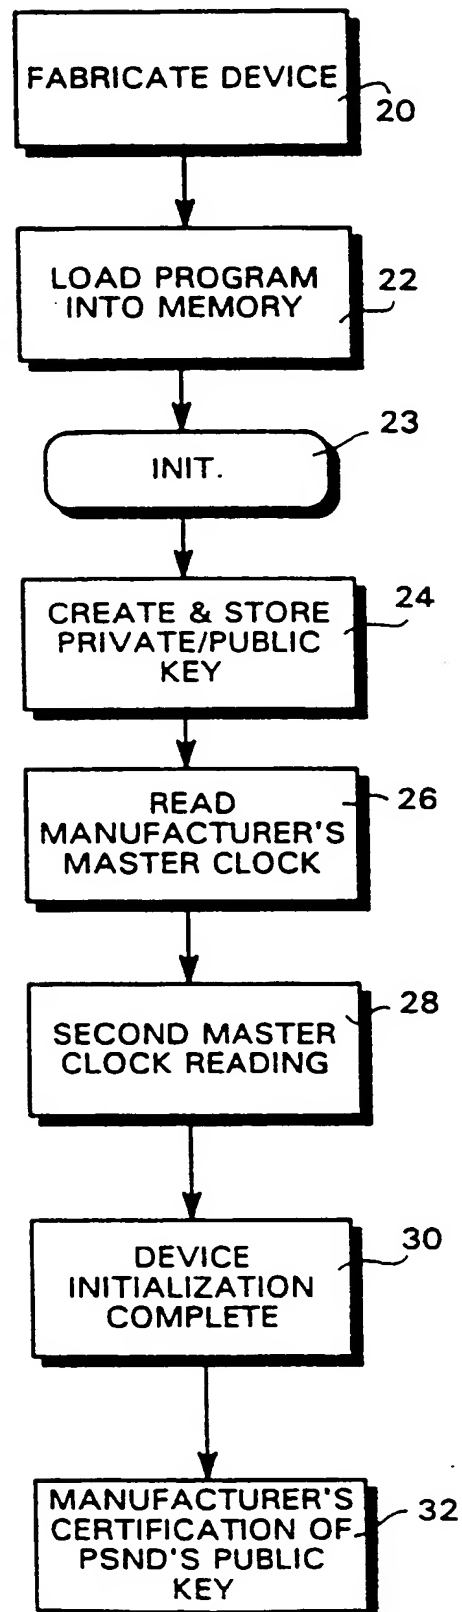 FABRICATE DEVICE
20
LOAD PROGRAM
INTO MEMORY
22
23
INIT.
24
CREATE & STORE
PRIVATE/PUBLIC
KEY
26
READ
MANUFACTURER'S
MASTER CLOCK
28
SECOND MASTER
CLOCK READING
30
DEVICE
INITIALIZATION
COMPLETE
32
MANUFACTURER'S
CERTIFICATION OF
PSND'S PUBLIC
KEY